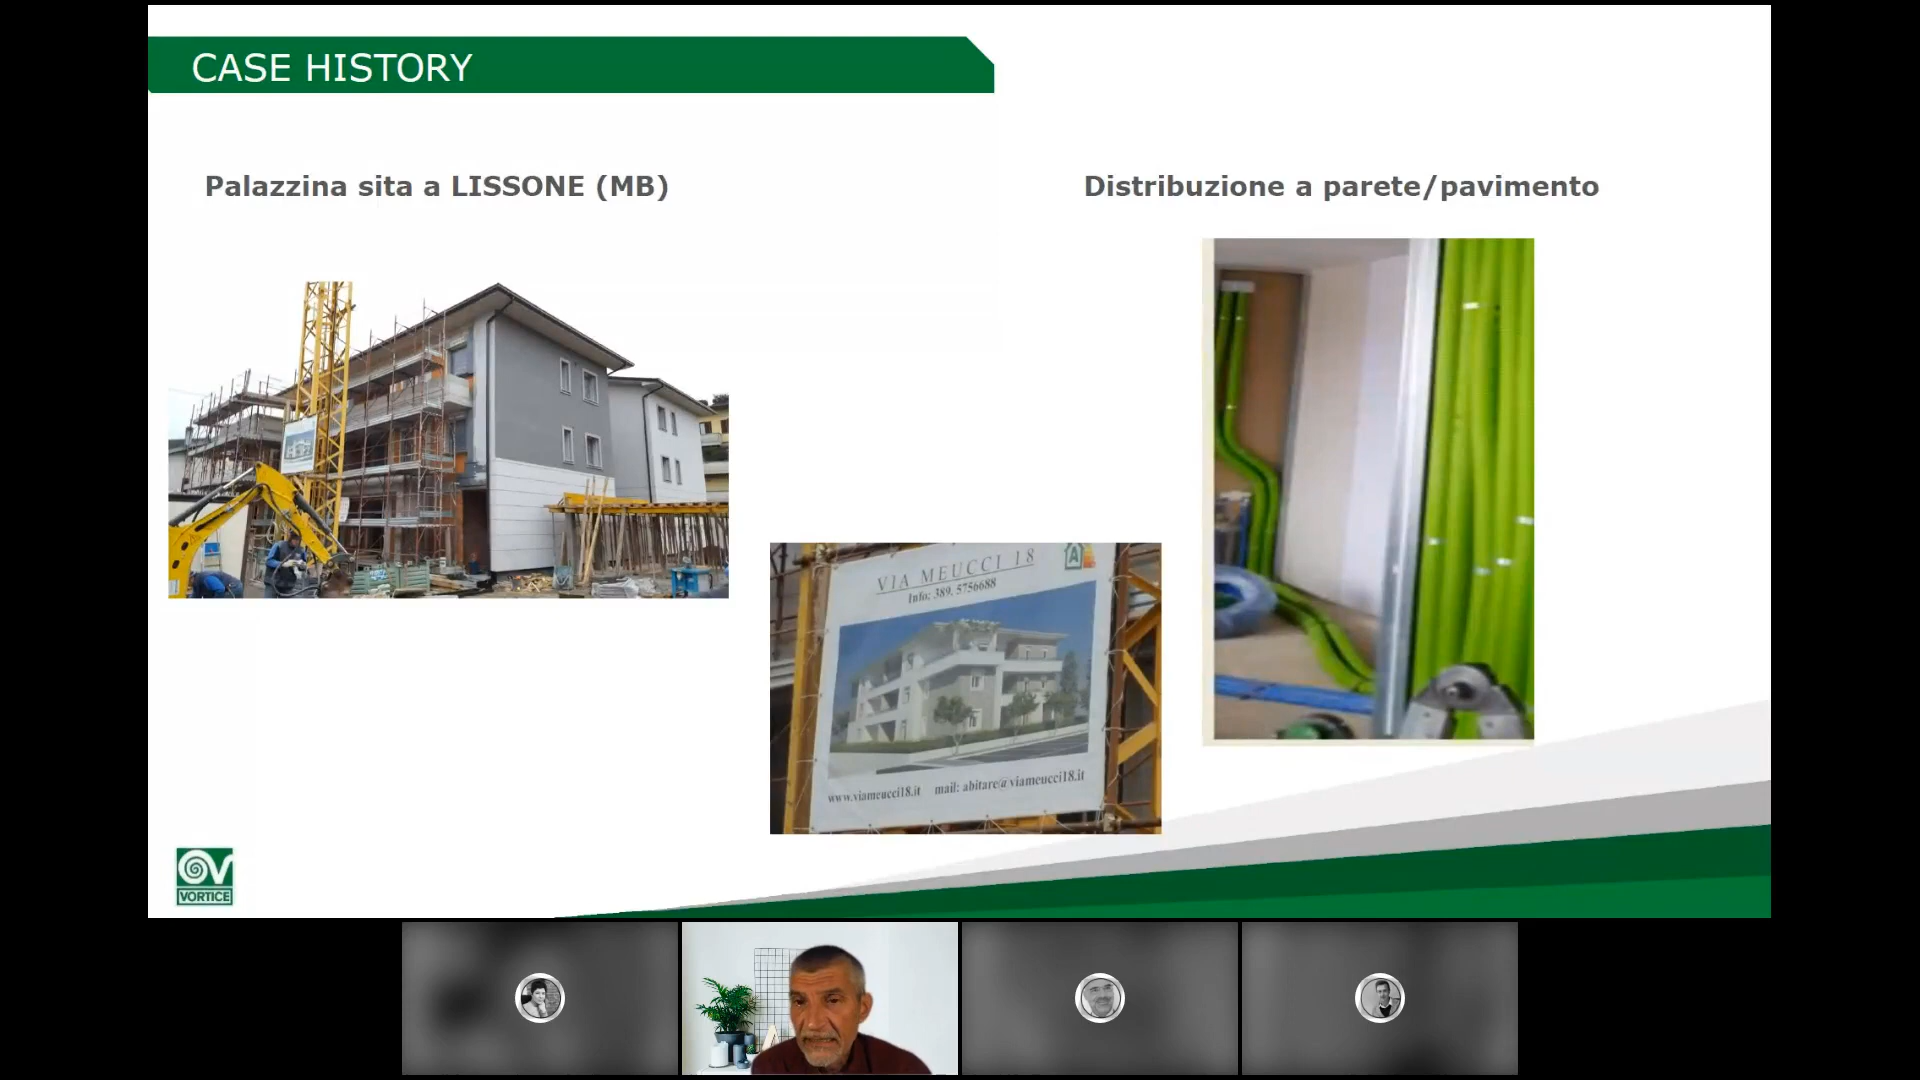 CASE HISTORY
Palazzina sita a LISSONE (MB)
Distribuzione a parete/pavimento
VIA MEUCCI 18
Info: 389. 5756688
A
www.viameucci18.it mail: abitare@viameucci18.it
VORTICE